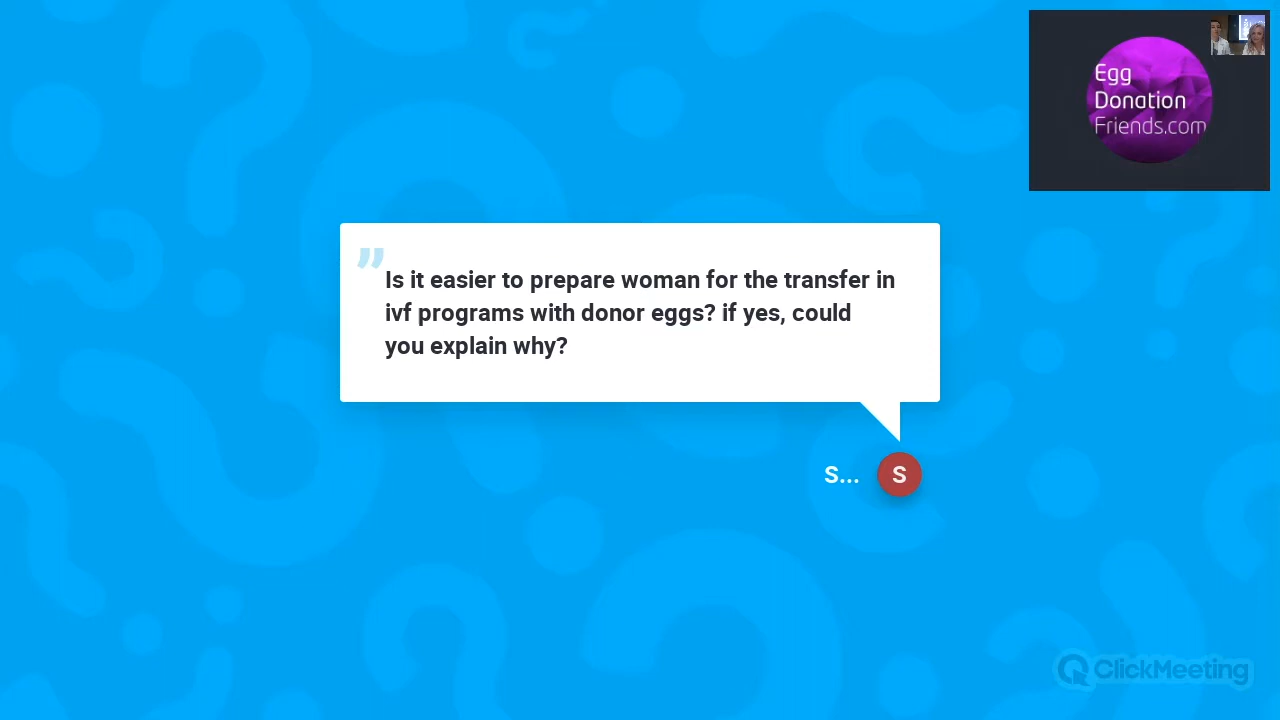 Egg
Donation
Friends.com
”
Is it easier to prepare woman for the transfer in
ivf programs with donor eggs? if yes, could
you explain why?
S... S
ClickMeeting